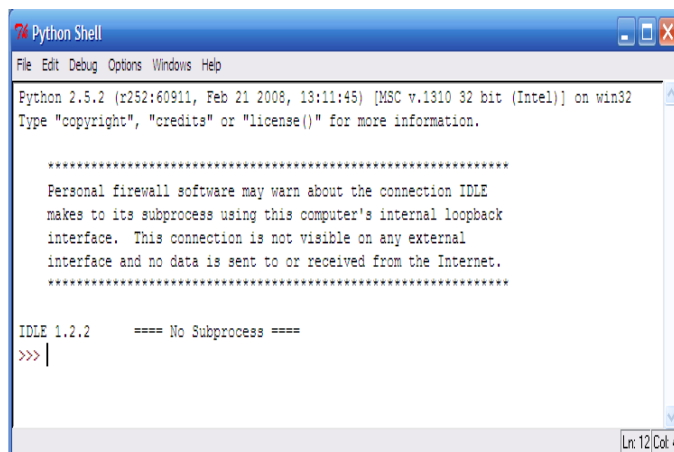 Python Shell
File Edit Debug Options Windows Help
Python 2.5.2 (r252:60911, Feb 21 2008, 13:11:45) [MSC v.1310 32 bit (Intel)] on win32
Type "copyright", "credits" or "license()" for more information.
****************************************************************
Personal firewall software may warn about the connection IDLE
makes to its subprocess using this computer's internal loopback
interface.  This connection is not visible on any external
interface and no data is sent to or received from the Internet.
****************************************************************
IDLE 1.2.2      ==== No Subprocess ====
>>>
Ln: 12 Col: 4